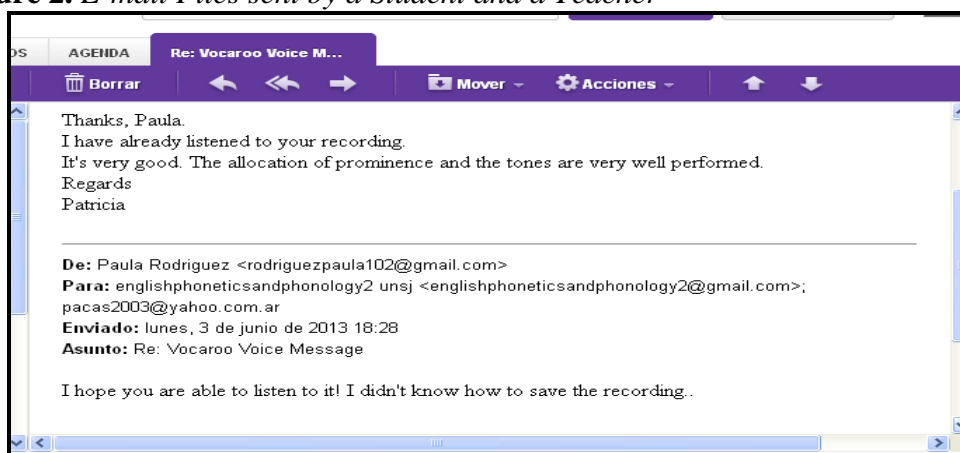 E-mail Files sent by a Student and a Teacher
AGENDA Re: Vocaroo Voice M...
Borrar Mover Acciones
Thanks, Paula.
I have already listened to your recording.
It's very good. The allocation of prominence and the tones are very well performed.
Regards
Patricia
De: Paula Rodriguez <rodriguezpaula102@gmail.com>
Para: englishphoneticsandphonology2 unsj <englishphoneticsandphonology2@gmail.com>;
pacas2003@yahoo.com.ar
Enviado: lunes, 3 de junio de 2013 18:28
Asunto: Re: Vocaroo Voice Message
I hope you are able to listen to it! I didn't know how to save the recording..